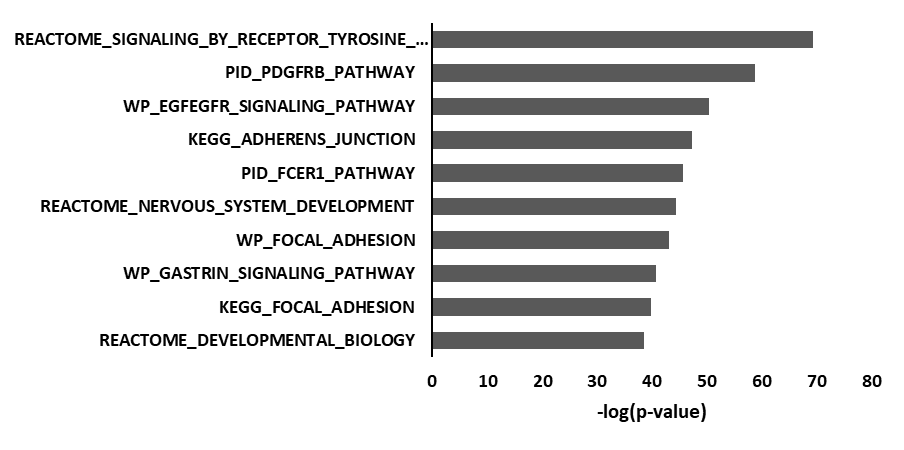 REACTOME_SIGNALING_BY_RECEPTOR_TYROSINE_...
PID_PDGFRB_PATHWAY
WP_EGFEGFR_SIGNALING_PATHWAY
KEGG_ADHERENS_JUNCTION
PID_FCER1_PATHWAY
REACTOME_NERVOUS_SYSTEM_DEVELOPMENT
WP_FOCAL_ADHESION
WP_GASTRIN_SIGNALING_PATHWAY
KEGG_FOCAL_ADHESION
REACTOME_DEVELOPMENTAL_BIOLOGY
0 10 20 30 40 50 60 70 80
-log(p-value)